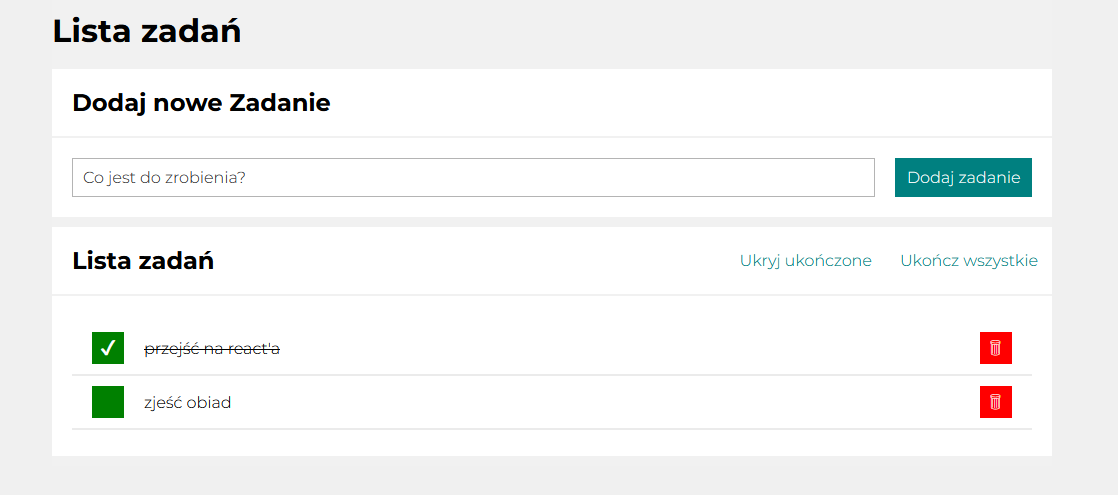 Lista zadań
Dodaj nowe Zadanie
Co jest do zrobienia?
Dodaj zadanie
Lista zadań
Ukryj ukończone
Ukończ wszystkie
przejść na react'a
zjeść obiad